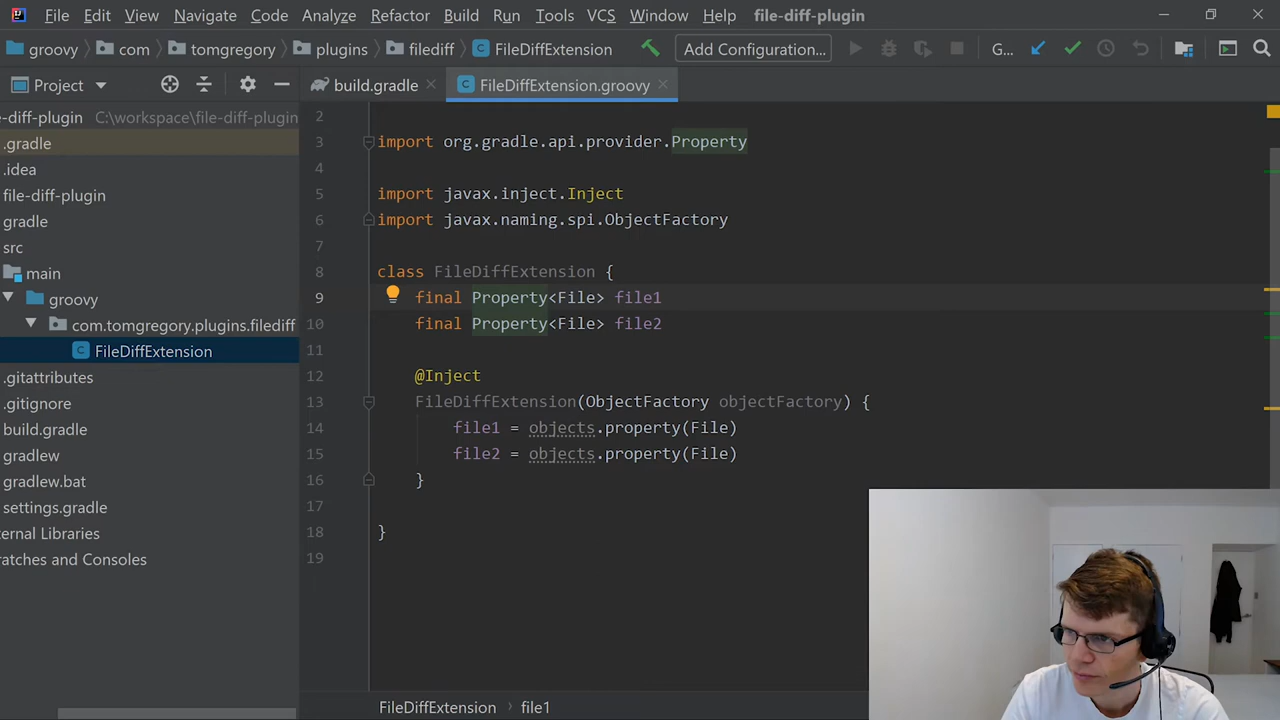 File Edit View Navigate Code Analyze Refactor Build Run Tools VCS Window Help file-diff-plugin
groovy com tomgregory plugins filediff FileDiffExtension Add Configuration... G...
Project build.gradle FileDiffExtension.groovy
e-diff-plugin C:\workspace\file-diff-plugin
.gradle
.idea
file-diff-plugin
gradle
src
main
groovy
com.tomgregory.plugins.filediff
FileDiffExtension
.gitattributes
.gitignore
build.gradle
gradlew
gradlew.bat
settings.gradle
ternal Libraries
ratches and Consoles
2
3 import org.gradle.api.provider.Property
4
5 import javax.inject.Inject
6 import javax.naming.spi.ObjectFactory
7
8 class FileDiffExtension {
9 final Property<File> file1
10 final Property<File> file2
11
12 @Inject
13 FileDiffExtension(ObjectFactory objectFactory) {
14 file1 = objects.property(File)
15 file2 = objects.property(File)
16 }
17
18 }
19
FileDiffExtension › file1